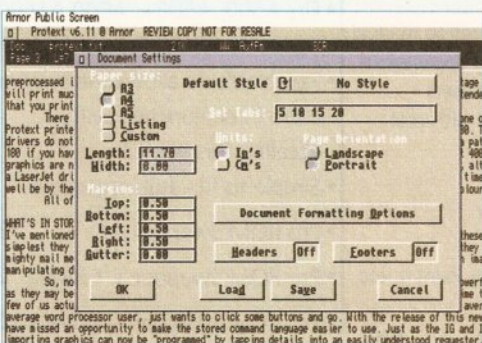 Arnor Public Screen
Protext v6.11 © Arnor REVIEW COPY NOT FOR RESALE
Document Settings
Paper size:
A3
A4
A5
Listing
Custom
Default Style
No Style
Set Tabs: 5 10 15 20
Units:
In's
Cm's
Page Orientation
Landscape
Portrait
Length: 11.70
Width: 8.00
Margins:
Top: 0.50
Bottom: 0.50
Left: 0.50
Right: 0.50
Gutter: 0.00
Document Formatting Options
Headers Off
Footers Off
OK
Load
Save
Cancel
preprocessed i
will print muc
that you print
There
Protext printe
drivers do not
180 if you hav
graphics are n
a LaserJet dri
well be by the
All of
WHAT'S IN STOR
I've mentioned
simplest they
mighty mail me
manipulating d
So, no
as they may be
few of us actu
average word processor user, just wants to click some buttons and go. With the release of this new
have missed an opportunity to make the stored command language easier to use. Just as the IG and I
importing graphics can now be "programmed" by tapping details into an easily understood requester,